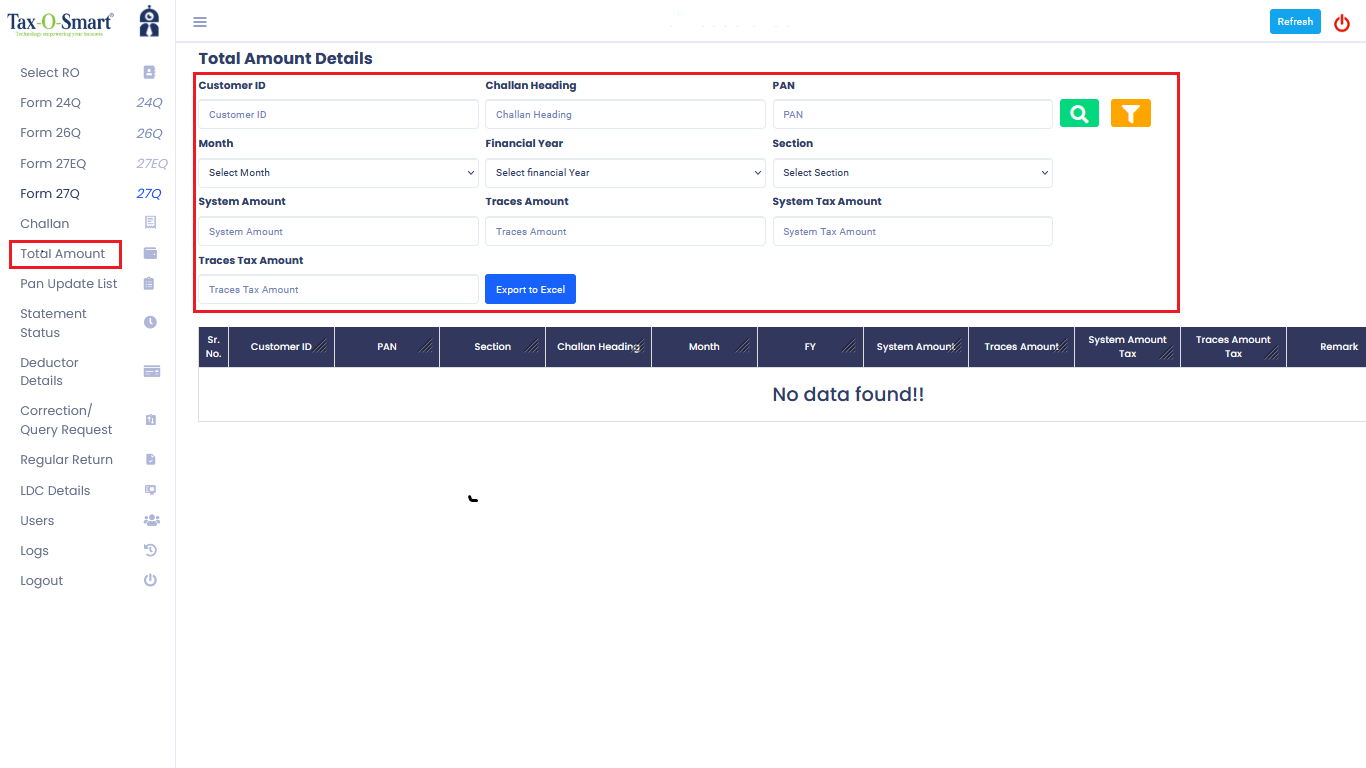 Tax-O-Smart®
Technology empowering your business
Refresh
Select RO
Form 24Q 24Q
Form 26Q 26Q
Form 27EQ 27EQ
Form 27Q 27Q
Challan
Total Amount
Pan Update List
Statement
Status
Deductor
Details
Correction/
Query Request
Regular Return
LDC Details
Users
Logs
Logout
Total Amount Details
Customer ID Challan Heading PAN
Customer ID Challan Heading PAN
Month Financial Year Section
Select Month Select financial Year Select Section
System Amount Traces Amount System Tax Amount
System Amount Traces Amount System Tax Amount
Traces Tax Amount
Traces Tax Amount Export to Excel
Sr. No. Customer ID PAN Section Challan Heading Month FY System Amount Traces Amount System Amount Tax Traces Amount Tax Remark
No data found!!